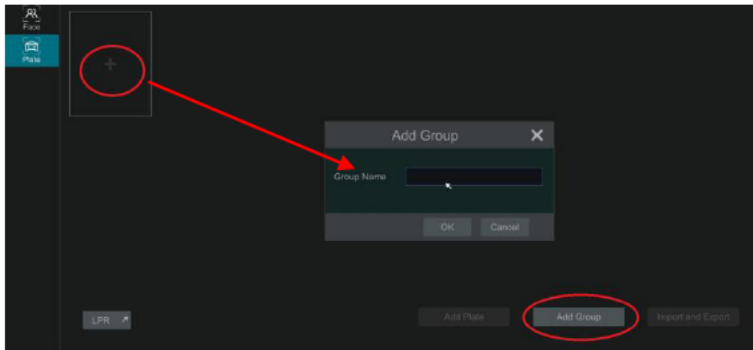 Face
Plate
Add Group
Group Name
OK Cancel
LPR
Add Plate Add Group Import and Export